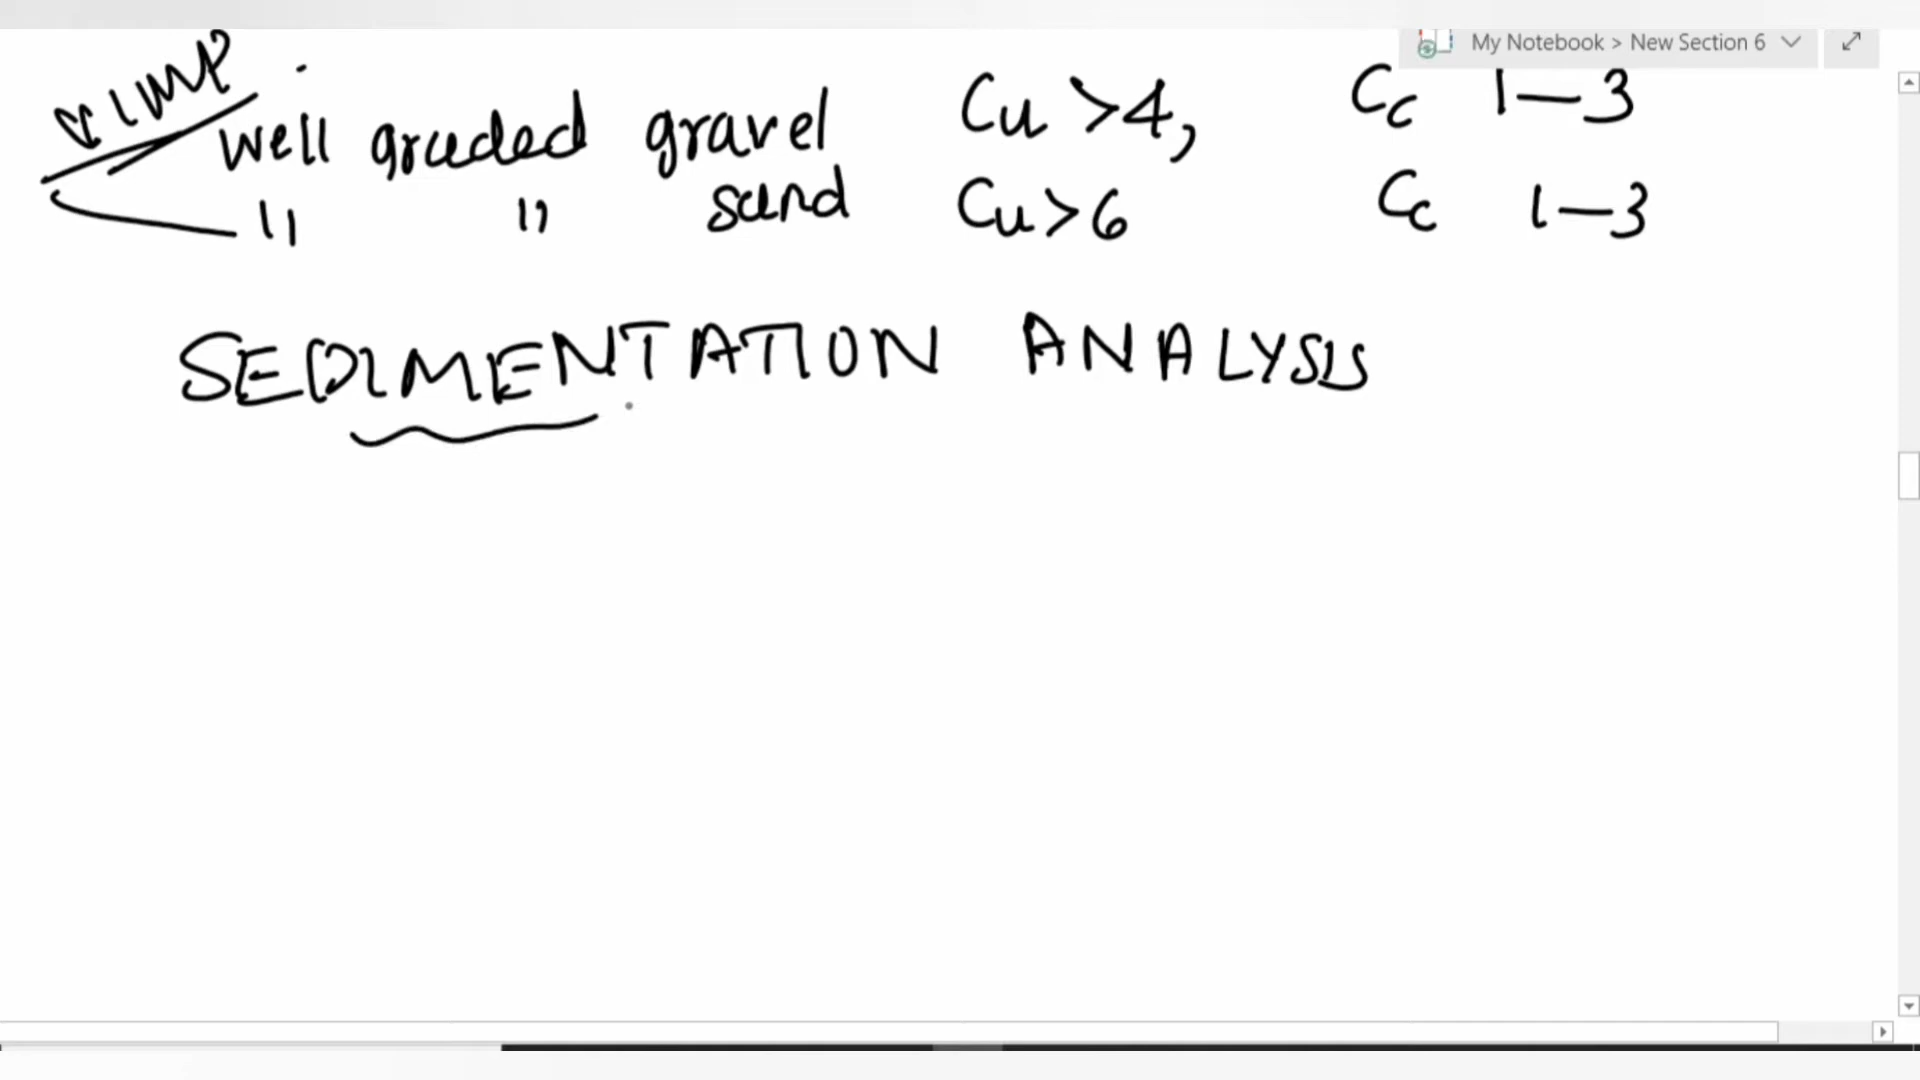 My Notebook > New Section 6
V IMP
Well graded gravel Cu >4, Cc 1—3
" " sand Cu>6 Cc 1—3
SEDIMENTATION ANALYSIS